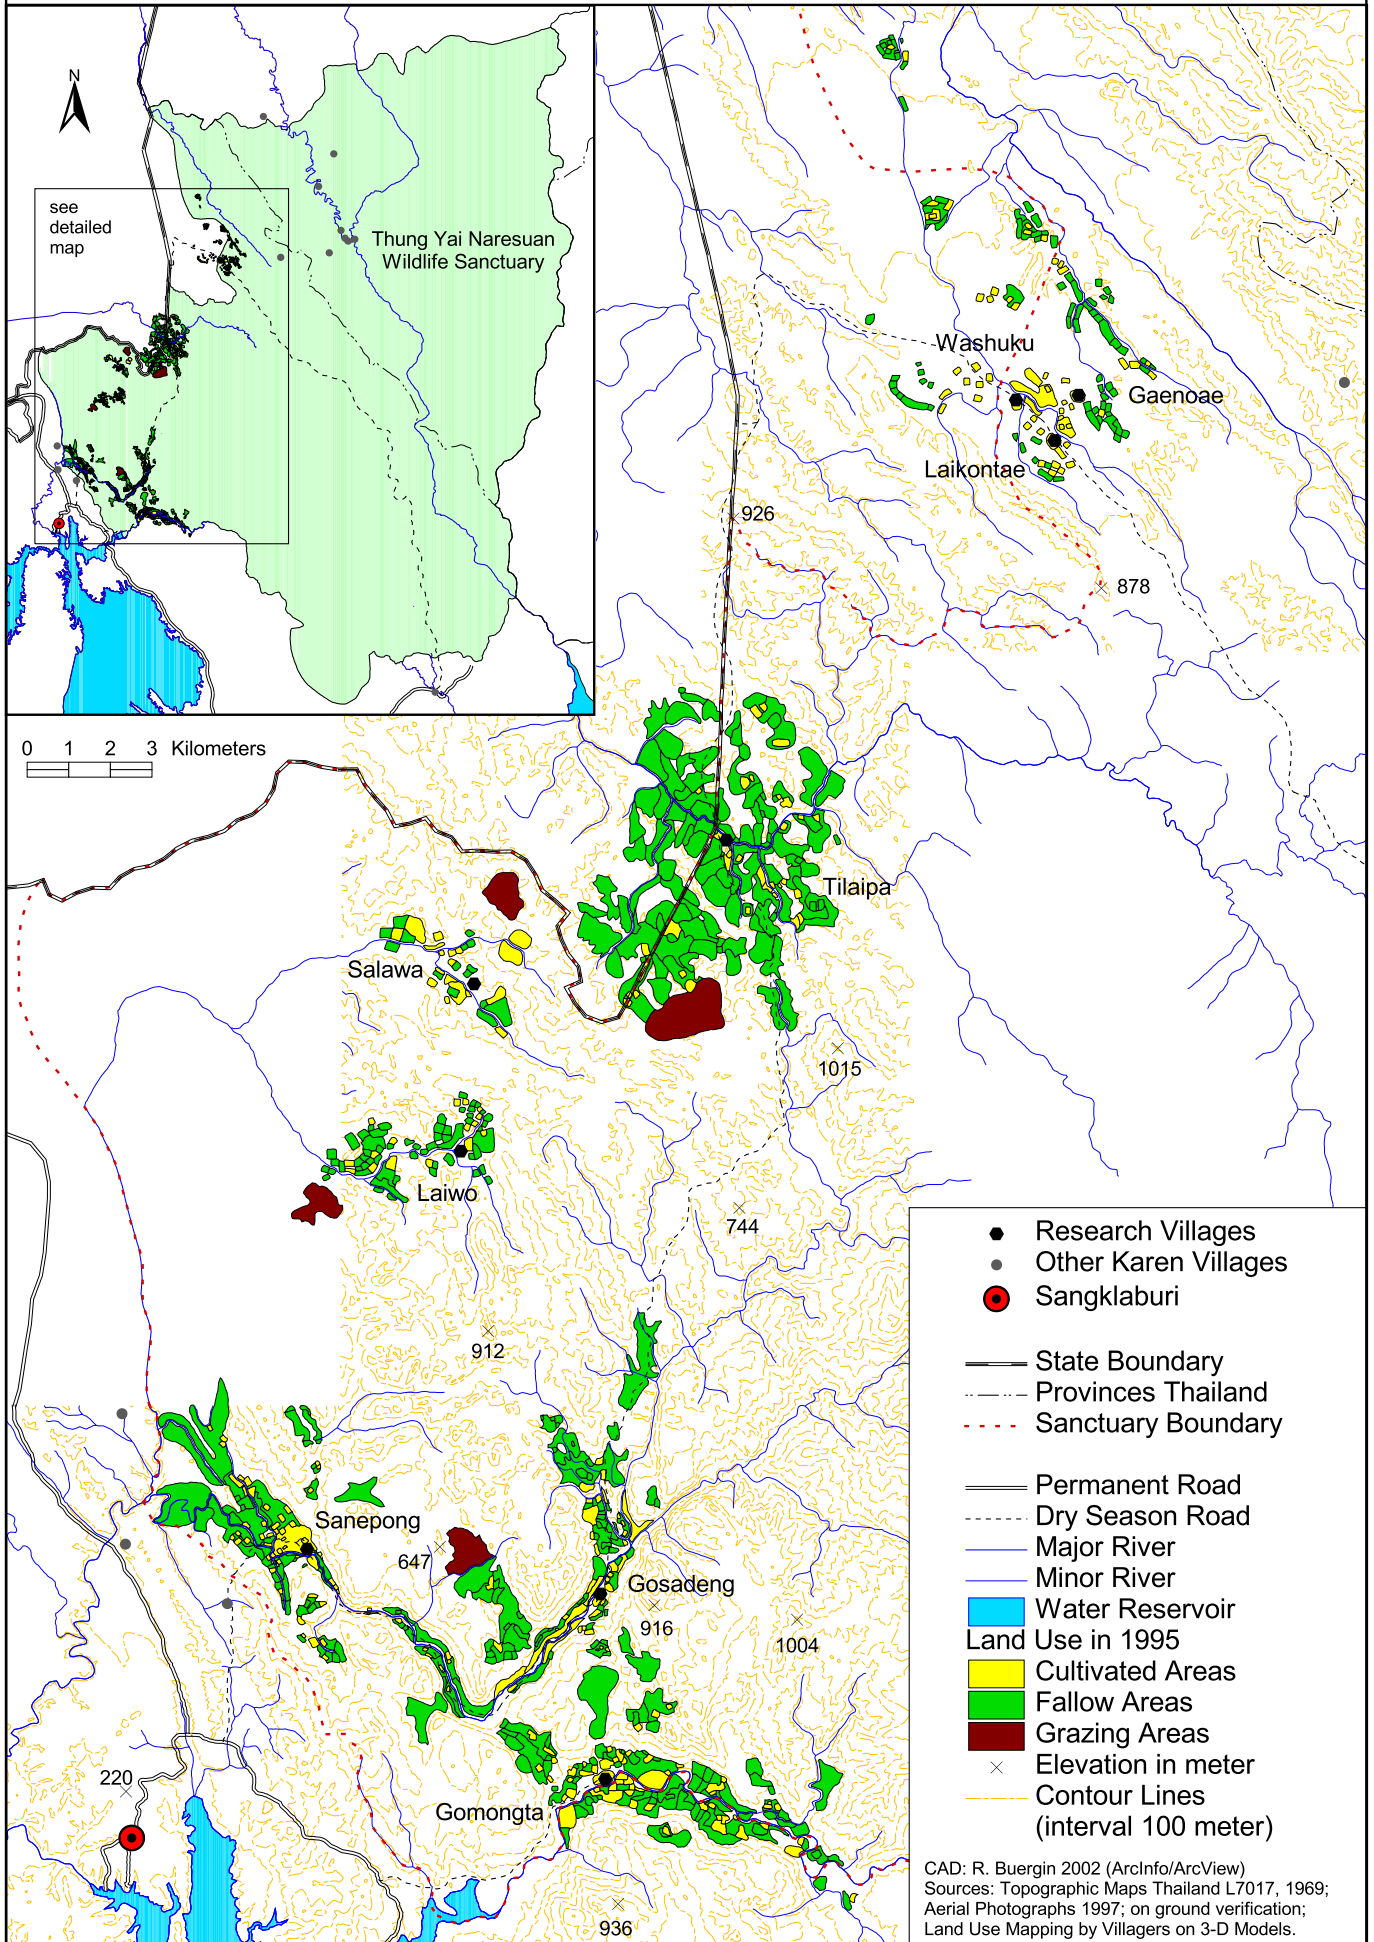 N
see
detailed
map
Thung Yai Naresuan
Wildlife Sanctuary
0 1 2 3 Kilometers
Washuku
Gaenoae
Laikontae
926
878
Tilaipa
Salawa
1015
Laiwo
744
912
Sanepong
647
Gosadeng
916
1004
220
Gomongta
936
Research Villages
Other Karen Villages
Sangklaburi
State Boundary
Provinces Thailand
Sanctuary Boundary
Permanent Road
Dry Season Road
Major River
Minor River
Water Reservoir
Land Use in 1995
Cultivated Areas
Fallow Areas
Grazing Areas
Elevation in meter
Contour Lines
(interval 100 meter)
CAD: R. Buergin 2002 (ArcInfo/ArcView)
Sources: Topographic Maps Thailand L7017, 1969;
Aerial Photographs 1997; on ground verification;
Land Use Mapping by Villagers on 3-D Models.